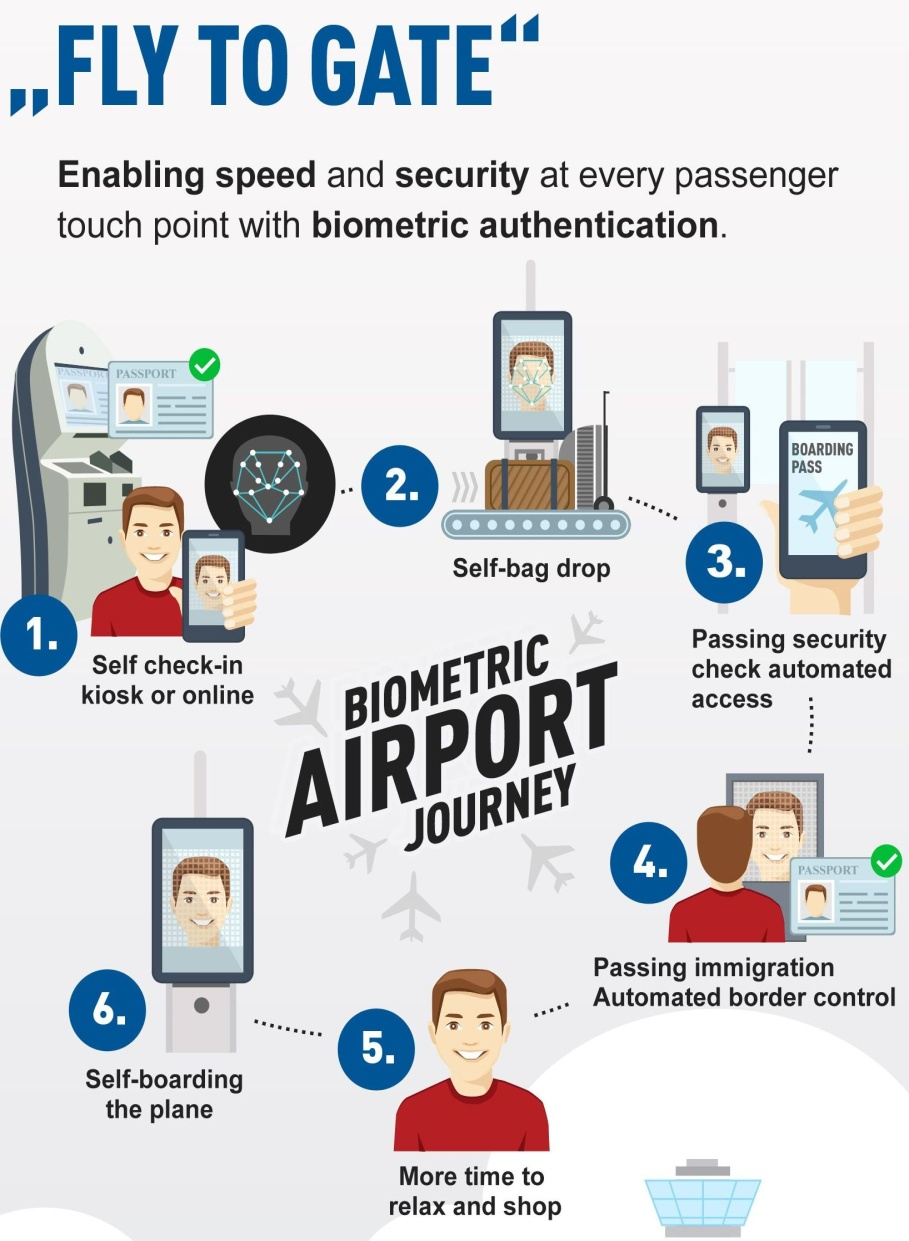 „FLY TO GATE“
Enabling speed and security at every passenger
touch point with biometric authentication.
PASSPORT
PASSPORT
1.
Self check-in
kiosk or online
2.
Self-bag drop
BOARDING
PASS
3.
Passing security
check automated
access
BIOMETRIC
AIRPORT
JOURNEY
4.
PASSPORT
Passing immigration
Automated border control
5.
More time to
relax and shop
6.
Self-boarding
the plane